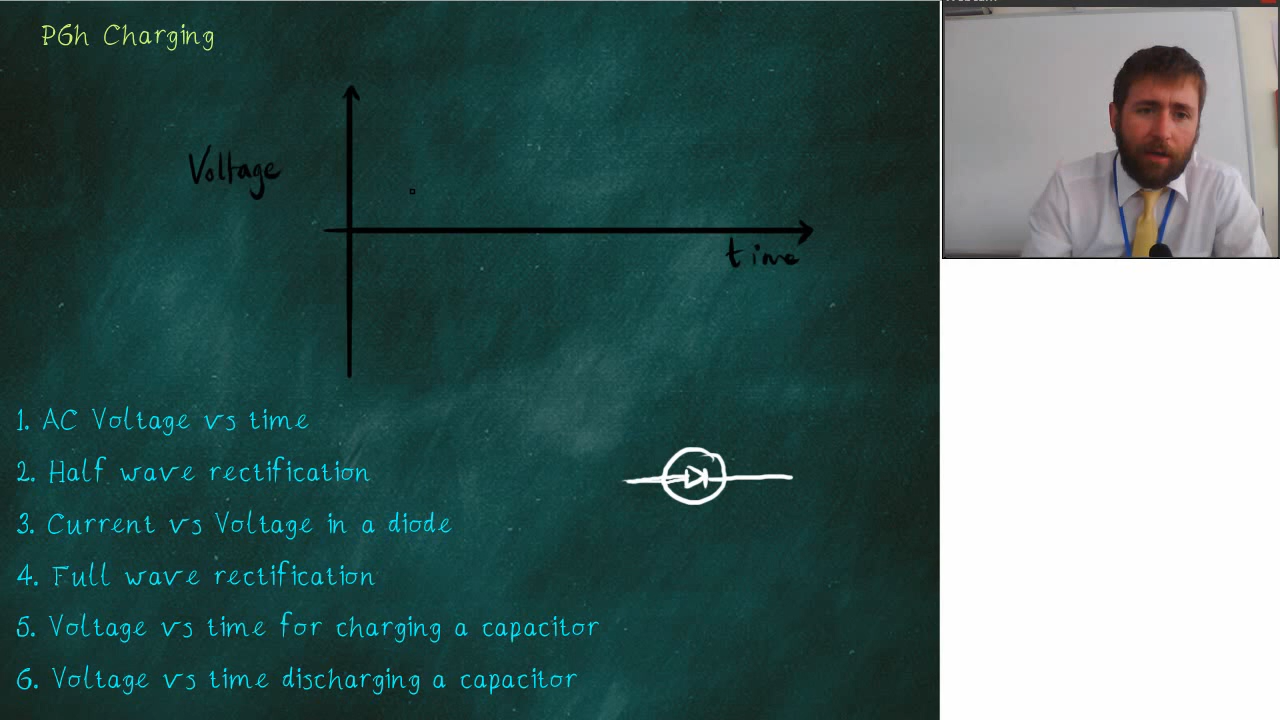 P6h Charging
Voltage
time
1. AC Voltage vs time
2. Half wave rectification
3. Current vs Voltage in a diode
4. Full wave rectification
5. Voltage vs time for charging a capacitor
6. Voltage vs time discharging a capacitor